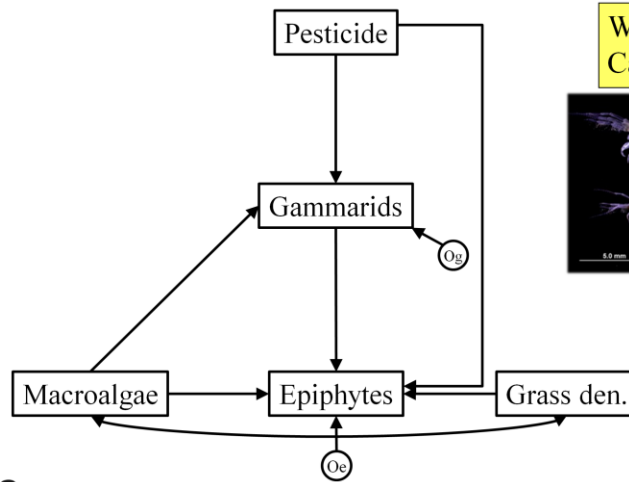 Pesticide
W
Gammarids
Og
5.0 mm
Macroalgae
Epiphytes
Grass den.
Oe